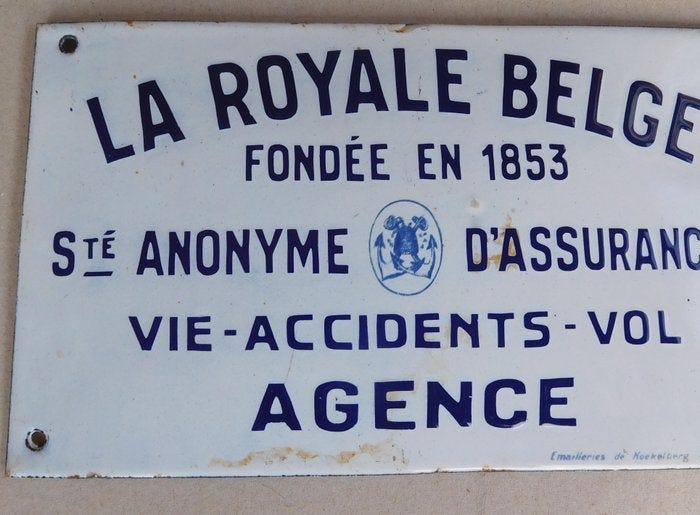 LA ROYALE BELGE
FONDÉE EN 1853
STÉ ANONYME D'ASSURANC
VIE-ACCIDENTS-VOL
AGENCE
Emailleries de Koekelberg